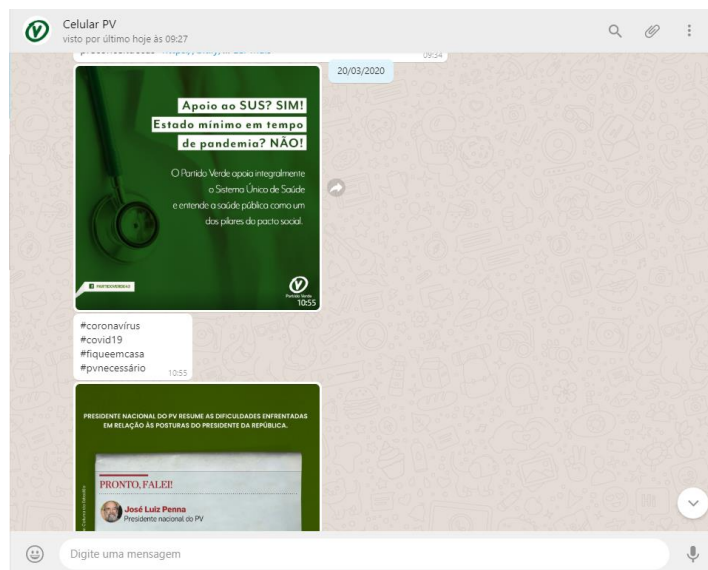 Celular PV
visto por último hoje às 09:27
09:34
20/03/2020
Apoio ao SUS? SIM!
Estado mínimo em tempo
de pandemia? NÃO!
O Partido Verde apoia integralmente
o Sistema Único de Saúde
e entende a saúde pública como um
dos pilares do pacto social.
Partido Verde
10:55
#coronavírus
#covid19
#fiqueemcasa
#pvnecessário
10:55
PRESIDENTE NACIONAL DO PV RESUME AS DIFICULDADES ENFRENTADAS
EM RELAÇÃO ÀS POSTURAS DO PRESIDENTE DA REPÚBLICA.
PRONTO, FALEI!
José Luiz Penna
Presidente nacional do PV
Digite uma mensagem